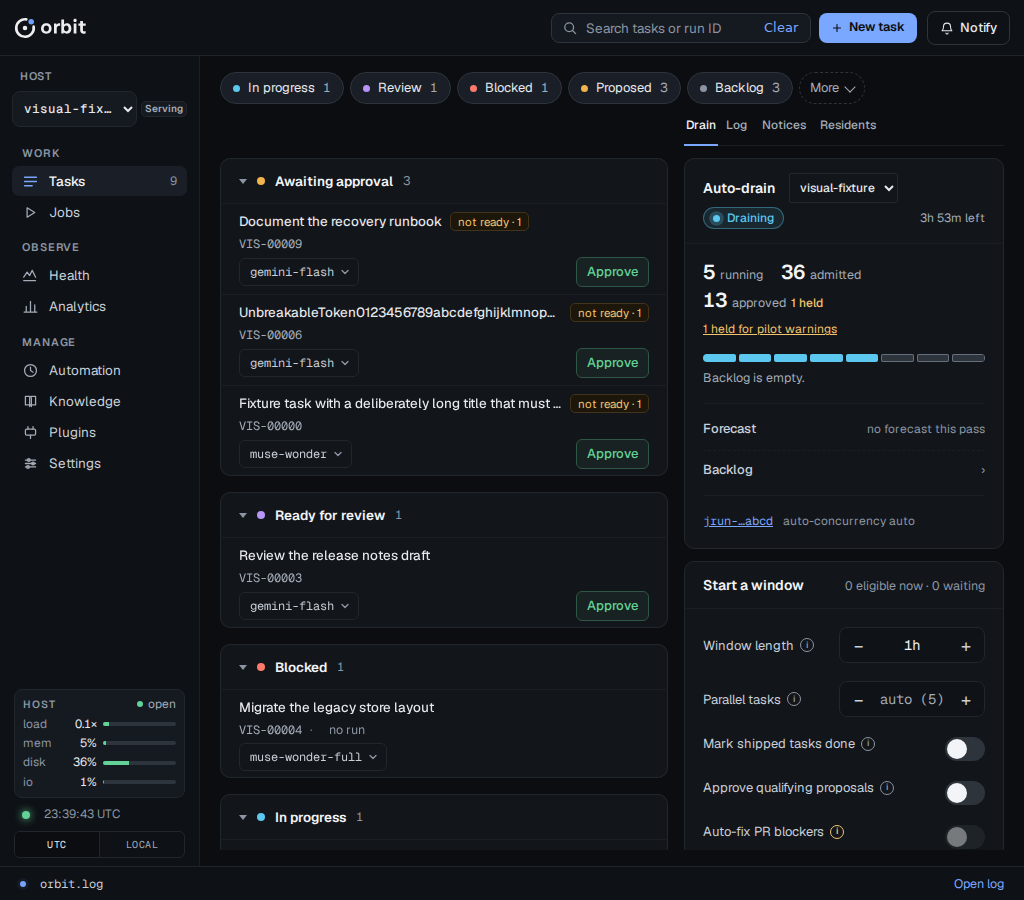 orbit
Search tasks or run ID Clear
+ New task
Notify
HOST
visual-fix… Serving
WORK
Tasks 9
Jobs
OBSERVE
Health
Analytics
MANAGE
Automation
Knowledge
Plugins
Settings
HOST open
load 0.1×
mem 5%
disk 36%
io 1%
23:39:43 UTC
UTC LOCAL
In progress 1
Review 1
Blocked 1
Proposed 3
Backlog 3
More
Awaiting approval 3
Document the recovery runbook not ready · 1
VIS-00009
gemini-flash Approve
UnbreakableToken0123456789abcdefghijklmnop… not ready · 1
VIS-00006
gemini-flash Approve
Fixture task with a deliberately long title that must … not ready · 1
VIS-00000
muse-wonder Approve
Ready for review 1
Review the release notes draft
VIS-00003
gemini-flash Approve
Blocked 1
Migrate the legacy store layout
VIS-00004 · no run
muse-wonder-full
In progress 1
Drain Log Notices Residents
Auto-drain visual-fixture
Draining 3h 53m left
5 running 36 admitted
13 approved 1 held
1 held for pilot warnings
Backlog is empty.
Forecast no forecast this pass
Backlog ›
jrun-…abcd auto-concurrency auto
Start a window 0 eligible now · 0 waiting
Window length − 1h +
Parallel tasks − auto (5) +
Mark shipped tasks done
Approve qualifying proposals
Auto-fix PR blockers
orbit.log Open log